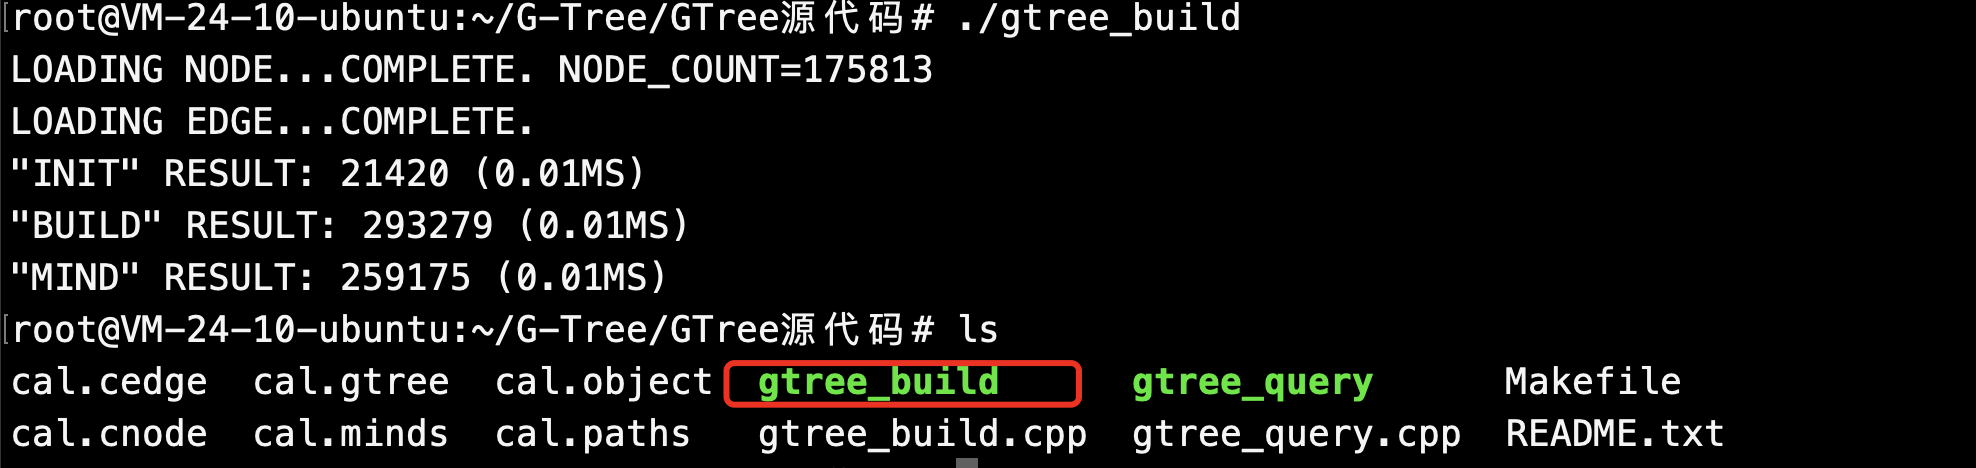 root@VM-24-10-ubuntu:~/G-Tree/GTree源代码# ./gtree_build
LOADING NODE...COMPLETE. NODE_COUNT=175813
LOADING EDGE...COMPLETE.
"INIT" RESULT: 21420 (0.01MS)
"BUILD" RESULT: 293279 (0.01MS)
"MIND" RESULT: 259175 (0.01MS)
root@VM-24-10-ubuntu:~/G-Tree/GTree源代码# ls
cal.cedge  cal.gtree  cal.object  gtree_build      gtree_query      Makefile
cal.cnode  cal.minds  cal.paths   gtree_build.cpp  gtree_query.cpp  README.txt